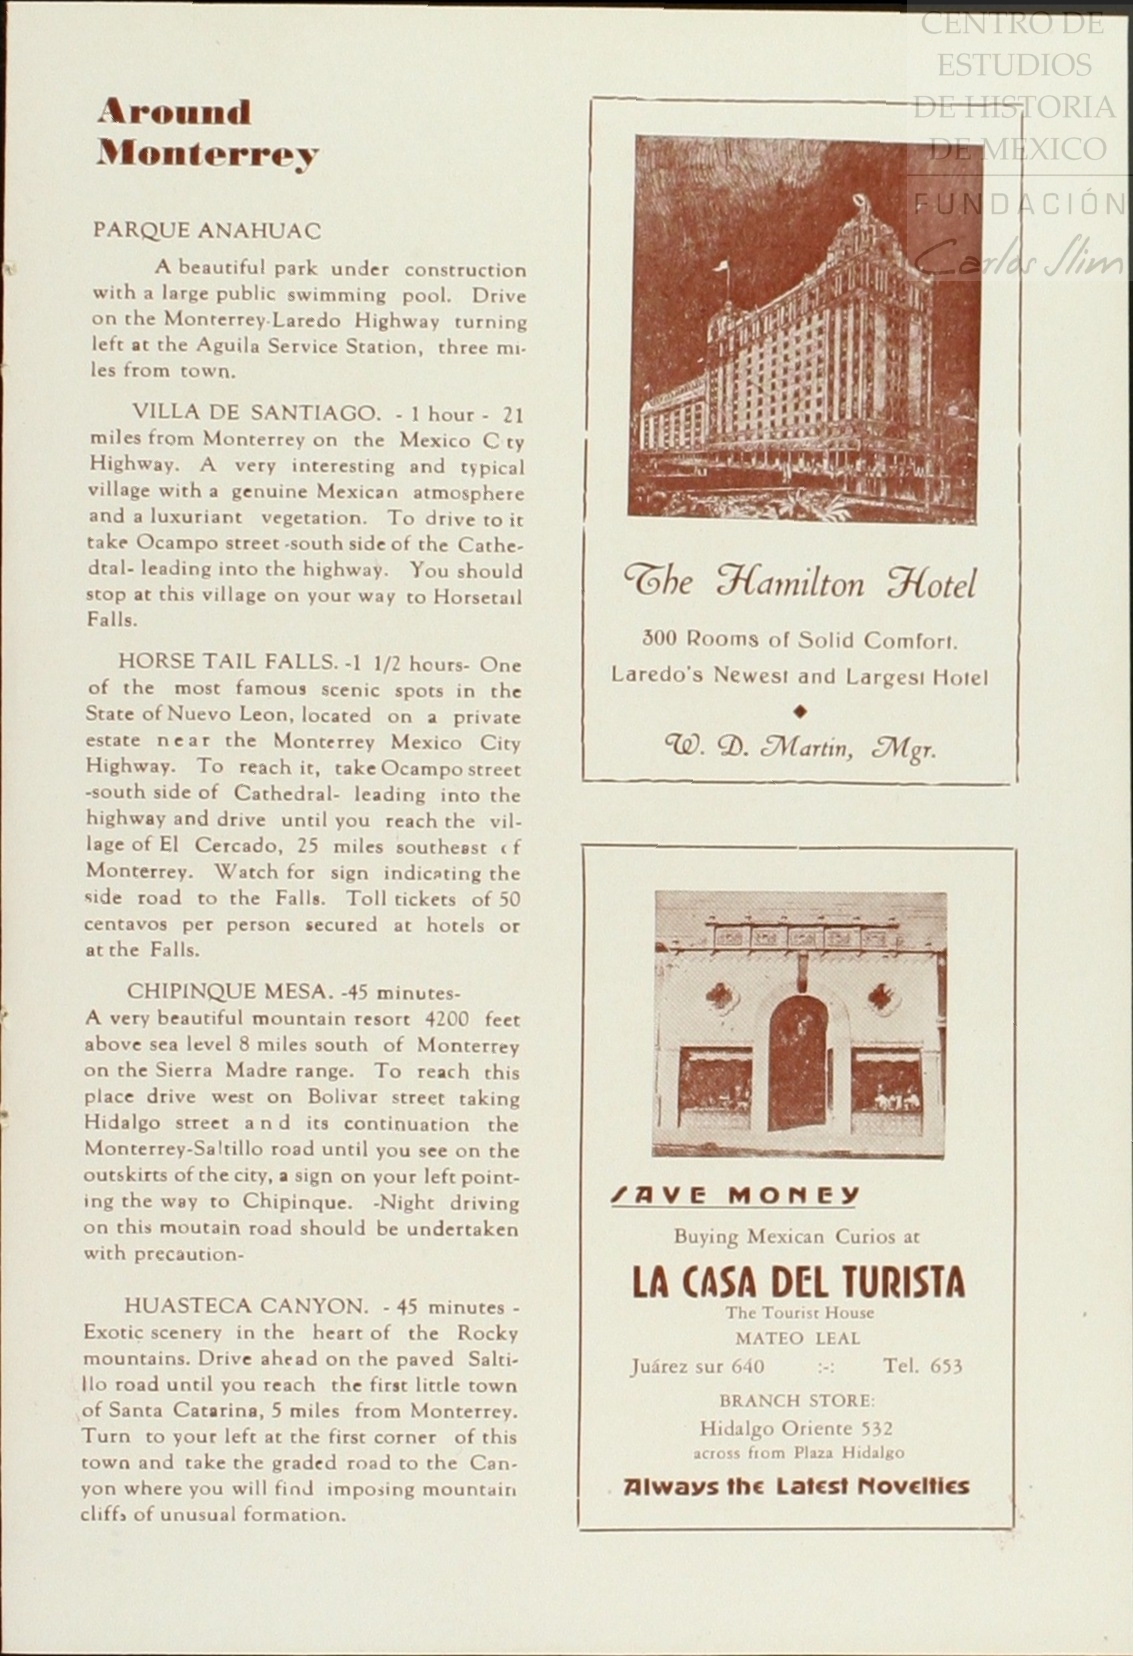 Around
Monterrey
PARQUE ANAHUAC
A beautiful park under construction
with a large public swimming pool. Drive
on the Monterrey-Laredo Highway turning
left at the Aguila Service Station, three mi-
les from town.
VILLA DE SANTIAGO. - 1 hour - 21
miles from Monterrey on the Mexico C ty
Highway. A very interesting and typical
village with a genuine Mexican atmosphere
and a luxuriant vegetation. To drive to it
take Ocampo street -south side of the Cathe-
dtal- leading into the highway. You should
stop at this village on your way to Horsetail
Falls.
HORSE TAIL FALLS. -1 1/2 hours- One
of the most famous scenic spots in the
State of Nuevo Leon, located on a private
estate near the Monterrey Mexico City
Highway. To reach it, take Ocampo street
-south side of Cathedral- leading into the
highway and drive until you reach the vil-
lage of El Cercado, 25 miles southeast of
Monterrey. Watch for sign indicating the
side road to the Falls. Toll tickets of 50
centavos per person secured at hotels or
at the Falls.
CHIPINQUE MESA. -45 minutes-
A very beautiful mountain resort 4200 feet
above sea level 8 miles south of Monterrey
on the Sierra Madre range. To reach this
place drive west on Bolivar street taking
Hidalgo street and its continuation the
Monterrey-Saltillo road until you see on the
outskirts of the city, a sign on your left point-
ing the way to Chipinque. -Night driving
on this moutain road should be undertaken
with precaution-
HUASTECA CANYON. - 45 minutes -
Exotic scenery in the heart of the Rocky
mountains. Drive ahead on the paved Salti-
llo road until you reach the first little town
of Santa Catarina, 5 miles from Monterrey.
Turn to your left at the first corner of this
town and take the graded road to the Can-
yon where you will find imposing mountain
cliffs of unusual formation.
The Hamilton Hotel
300 Rooms of Solid Comfort.
Laredo's Newest and Largest Hotel
W. D. Martin, Mgr.
SAVE MONEY
Buying Mexican Curios at
LA CASA DEL TURISTA
The Tourist House
MATEO LEAL
Juárez sur 640 :-: Tel. 653
BRANCH STORE:
Hidalgo Oriente 532
across from Plaza Hidalgo
Always the Latest Novelties
CENTRO DE
ESTUDIOS
DE HISTORIA
DE MEXICO
FUNDACIÓN
Carlos Slim